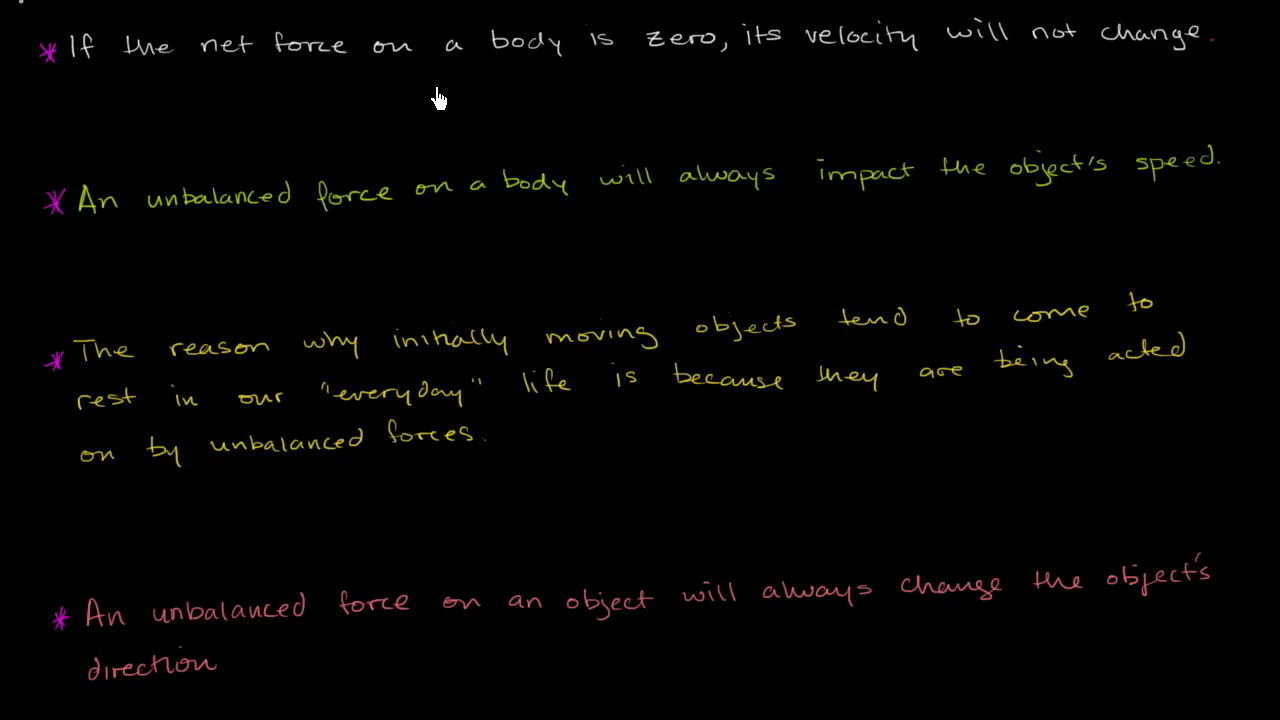 * If the net force on a body is zero, its velocity will not change.
* An unbalanced force on a body will always impact the object's speed.
* The reason why initially moving objects tend to come to
rest in our "everyday" life is because they are being acted
on by unbalanced forces.
* An unbalanced force on an object will always change the object's
direction